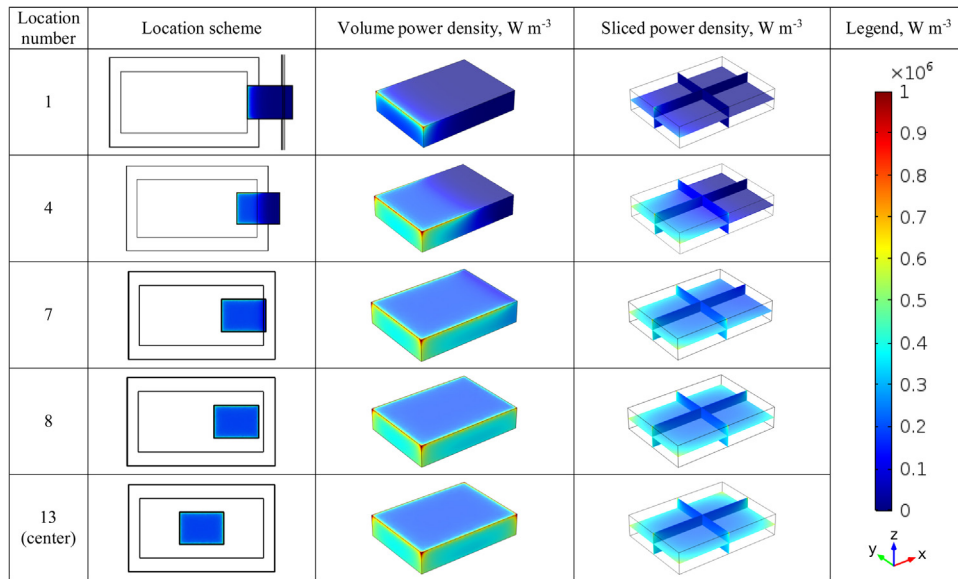 Location number
Location scheme
Volume power density, W m-3
Sliced power density, W m-3
Legend, W m-3
1
4
7
8
13
(center)
×10^6
1
0.9
0.8
0.7
0.6
0.5
0.4
0.3
0.2
0.1
0
z
y
x